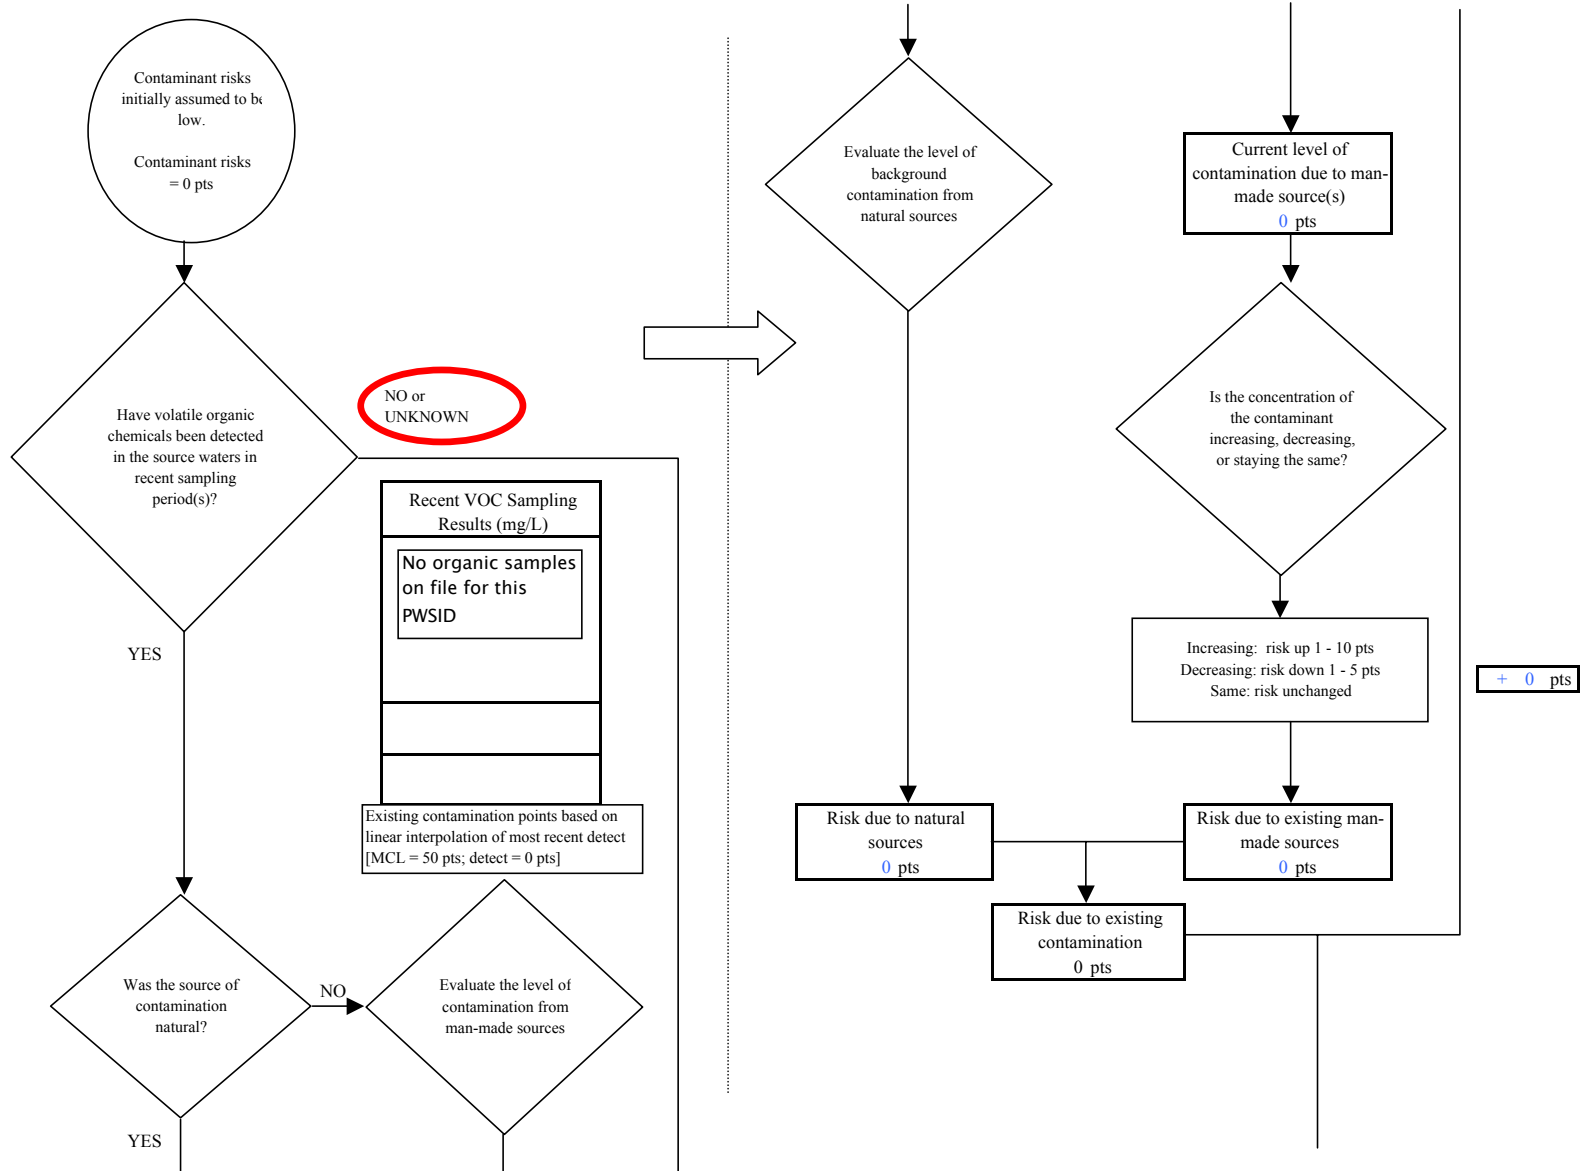 Contaminant risks
initially assumed to be
low.
Contaminant risks
= 0 pts
Have volatile organic
chemicals been detected
in the source waters in
recent sampling
period(s)?
NO or
UNKNOWN
YES
Recent VOC Sampling
Results (mg/L)
No organic samples
on file for this
PWSID
Existing contamination points based on
linear interpolation of most recent detect
[MCL = 50 pts; detect = 0 pts]
Was the source of
contamination
natural?
NO
YES
Evaluate the level of
contamination from
man-made sources
Evaluate the level of
background
contamination from
natural sources
Current level of
contamination due to man-
made source(s)
0 pts
Is the concentration of
the contaminant
increasing, decreasing,
or staying the same?
Increasing: risk up 1 - 10 pts
Decreasing: risk down 1 - 5 pts
Same: risk unchanged
+ 0 pts
Risk due to natural
sources
0 pts
Risk due to existing man-
made sources
0 pts
Risk due to existing
contamination
0 pts